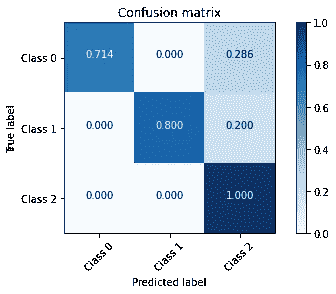 Confusion matrix
1.0
Class 0 0.714 0.000 0.286
0.8
0.6
True label Class 1 0.000 0.800 0.200
0.4
0.2
Class 2 0.000 0.000 1.000
0.0
Class 0 Class 1 Class 2
Predicted label